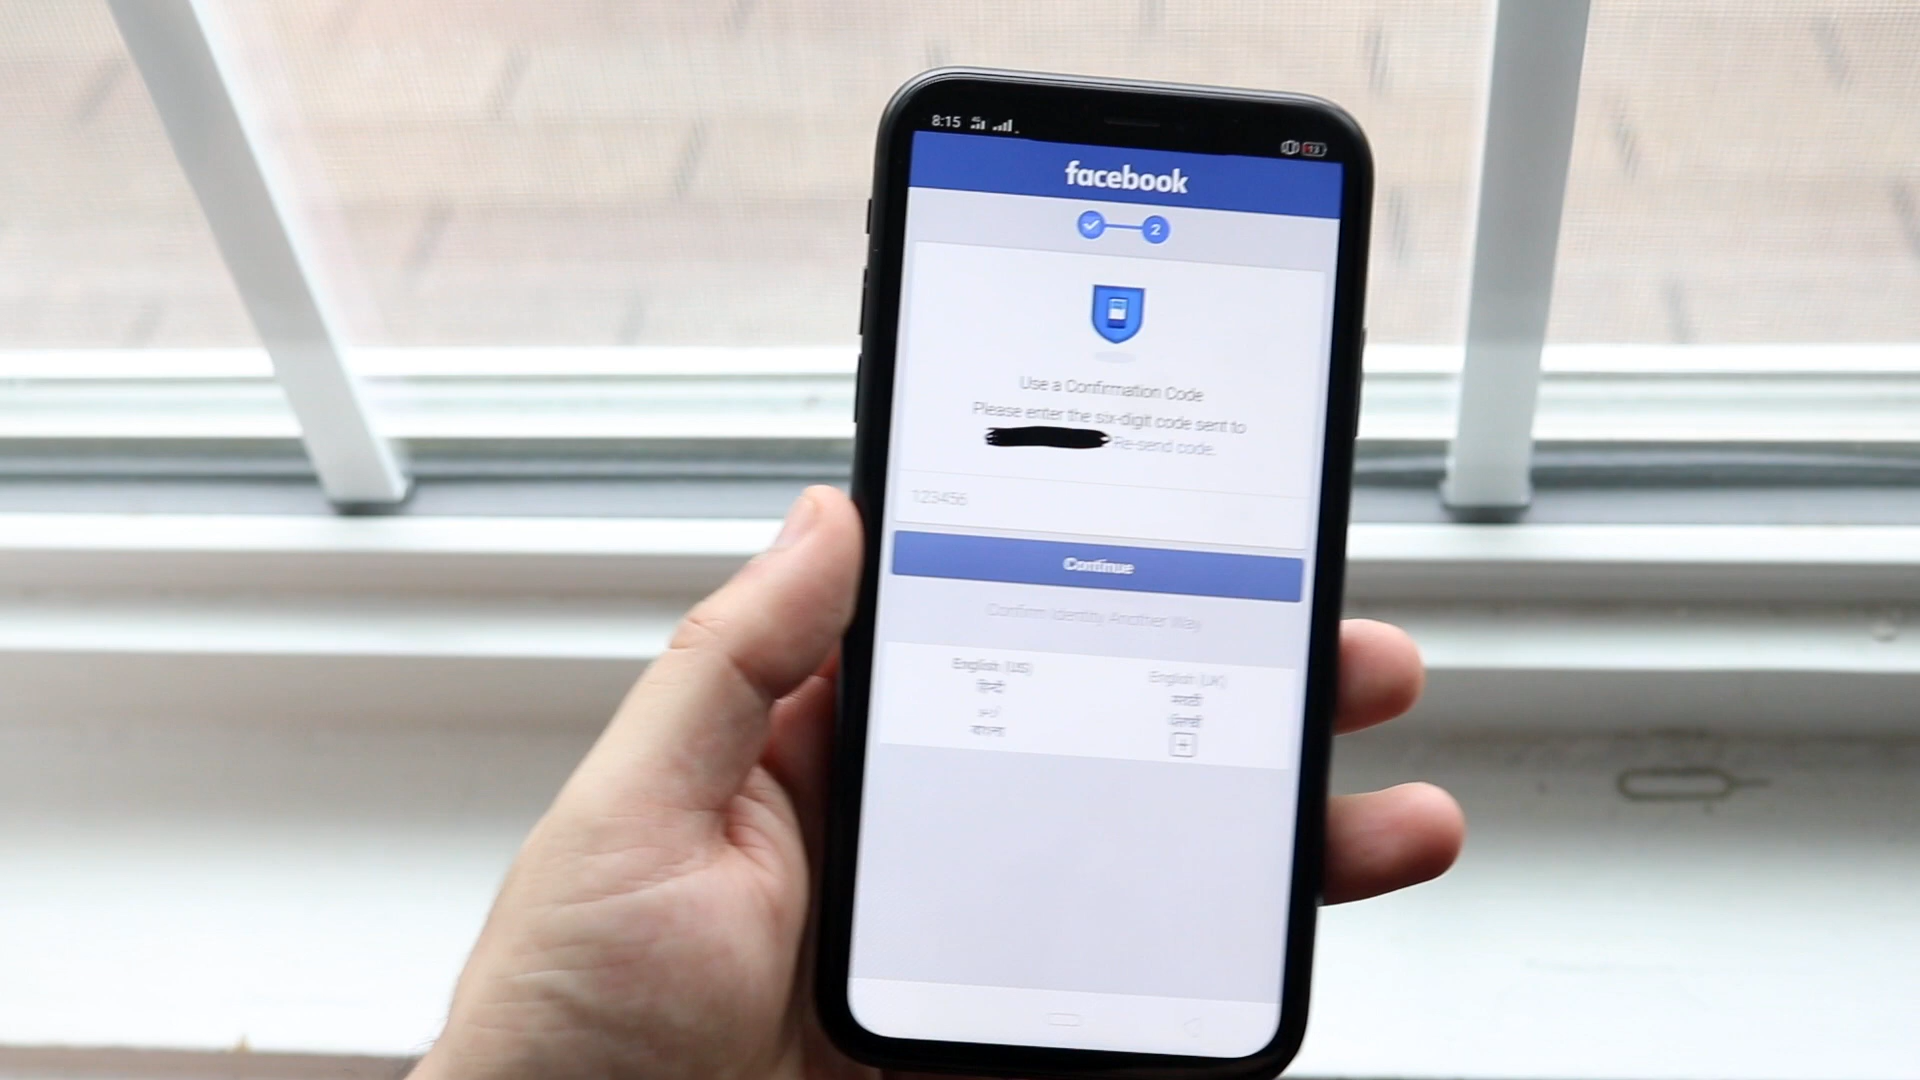 8:15
facebook
2
Use a Confirmation Code
Please enter the six-digit code sent to
Re-send code.
123456
Continue
Confirm Identity Another Way
English (US)
English (UK)
हिन्दी
मराठी
اردو
ਪੰਜਾਬੀ
বাংলা